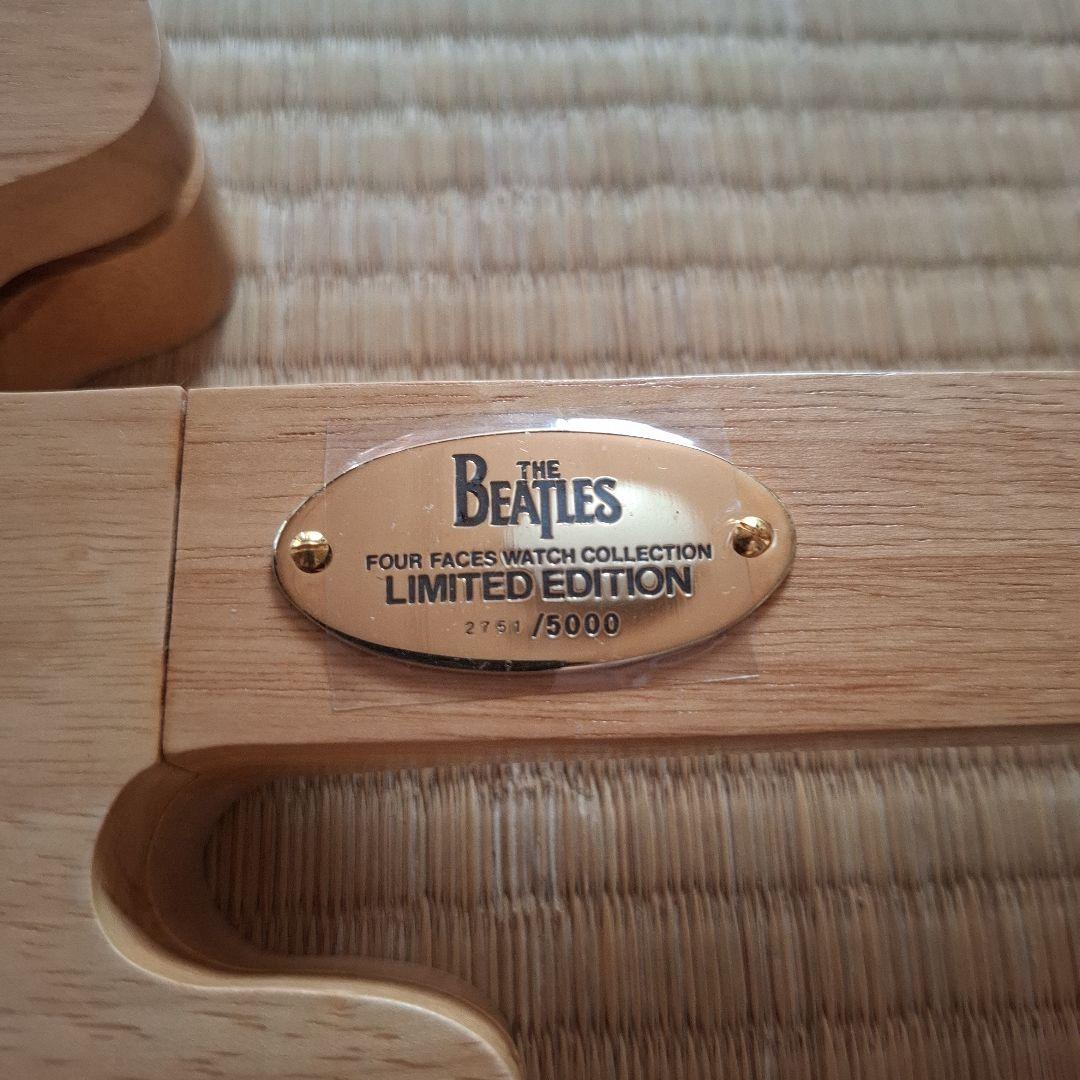 THE
BEATLES
FOUR FACES WATCH COLLECTION
LIMITED EDITION
2751 /5000